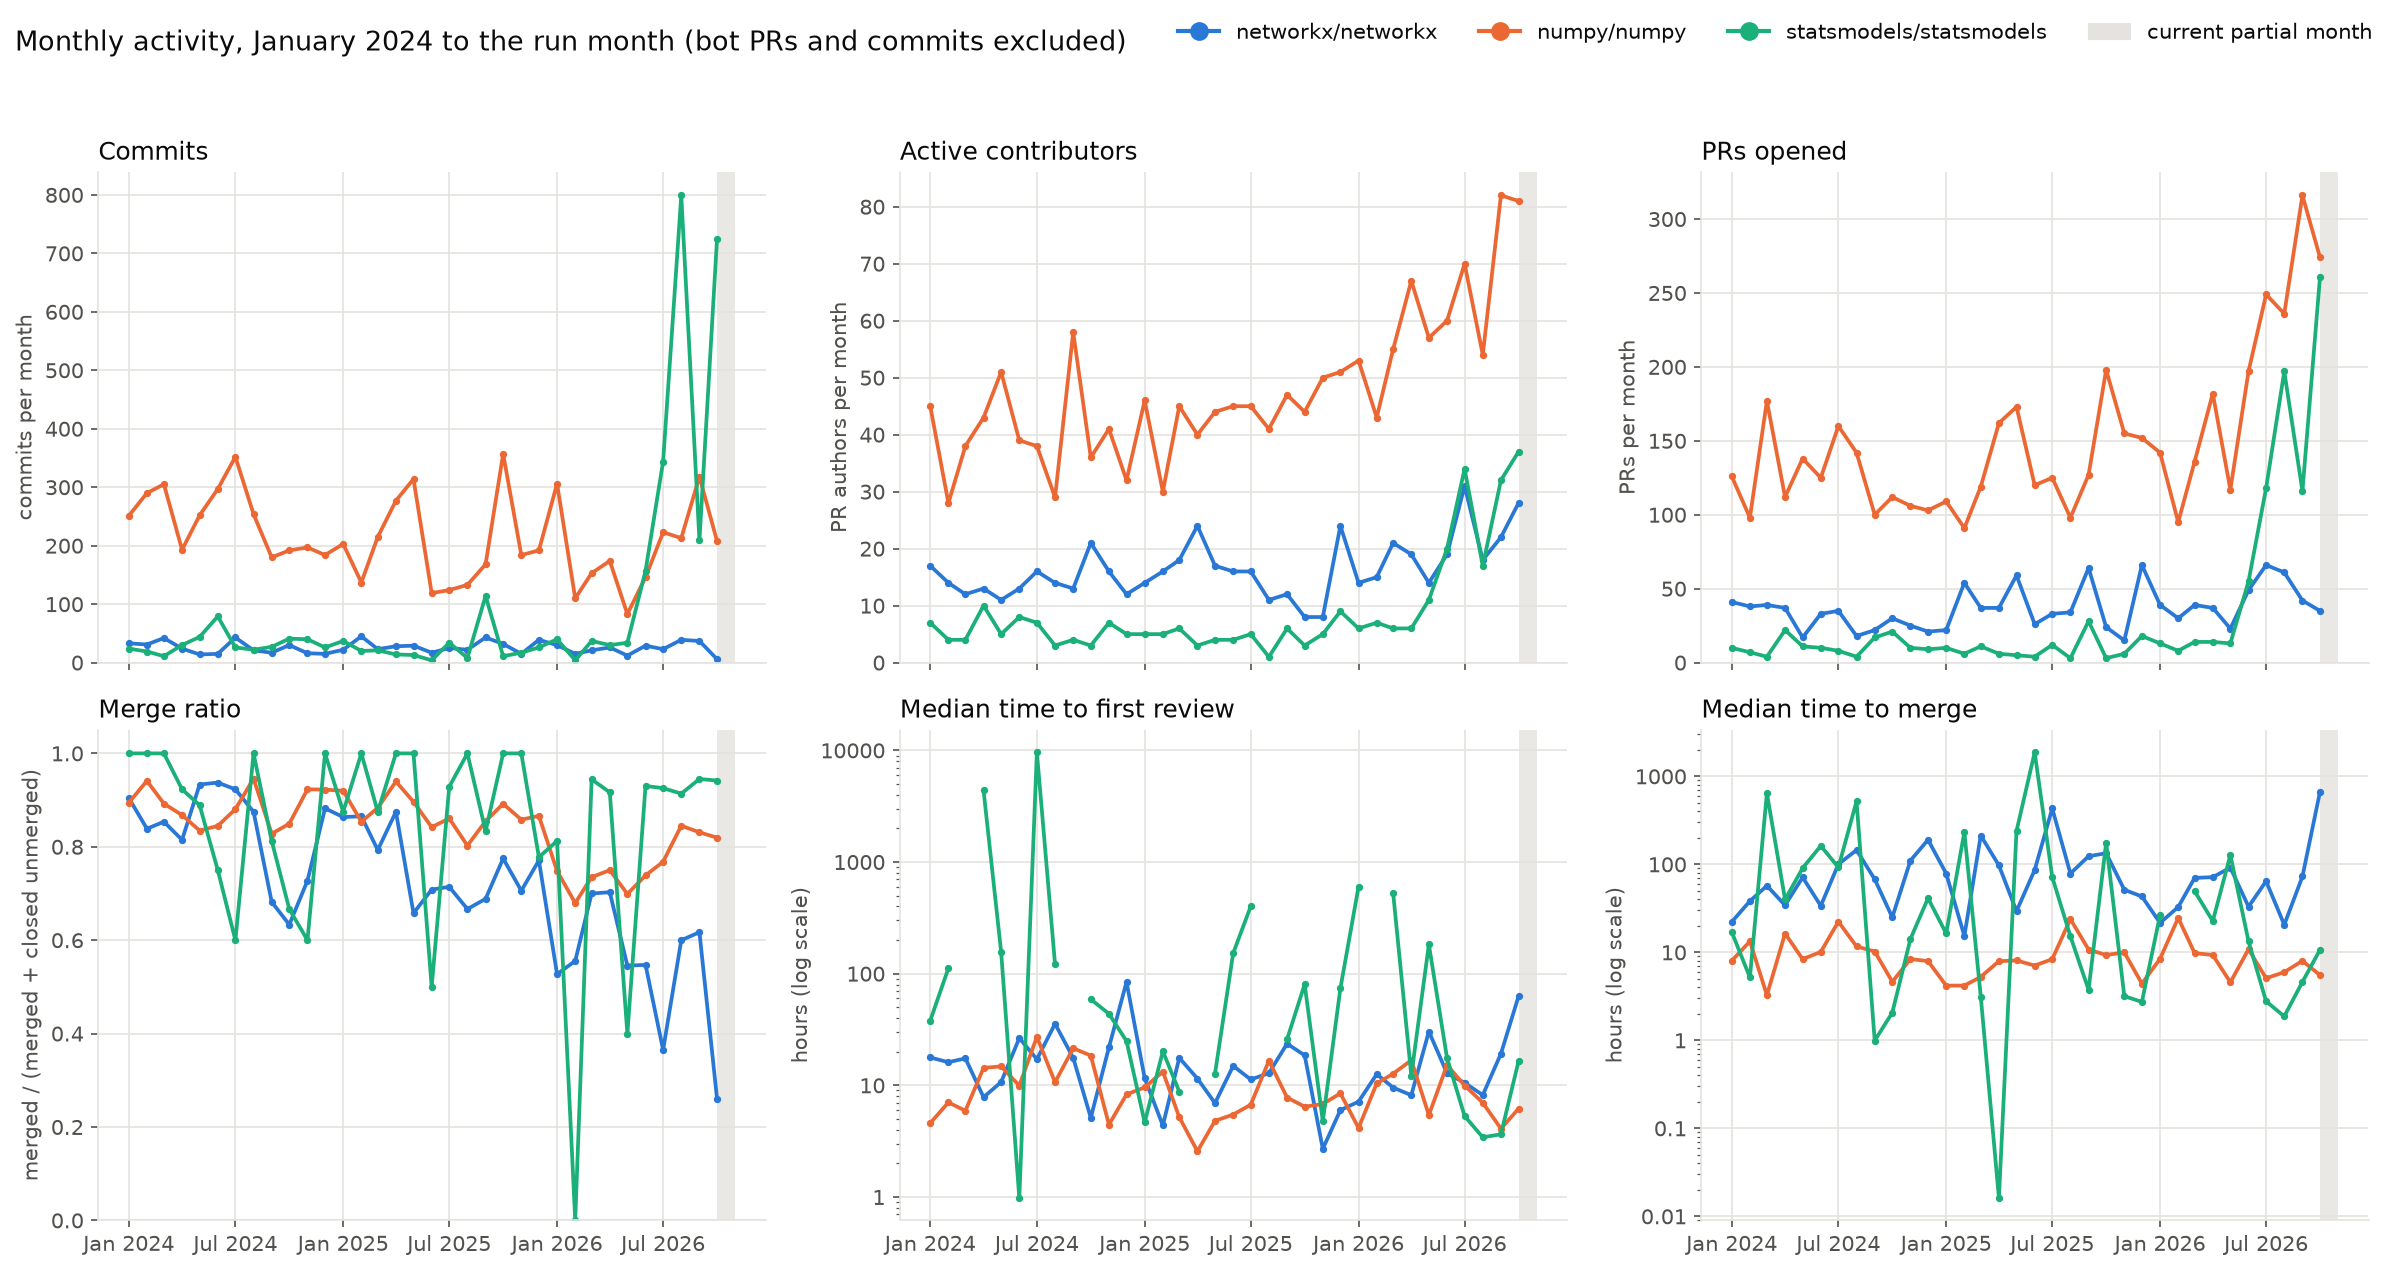 Monthly activity, January 2024 to the run month (bot PRs and commits excluded)
networkx/networkx
numpy/numpy
statsmodels/statsmodels
current partial month
Commits
commits per month
800
700
600
500
400
300
200
100
0
Active contributors
PR authors per month
80
70
60
50
40
30
20
10
0
PRs opened
PRs per month
300
250
200
150
100
50
0
Merge ratio
merged / (merged + closed unmerged)
1.0
0.8
0.6
0.4
0.2
0.0
Jan 2024 Jul 2024 Jan 2025 Jul 2025 Jan 2026 Jul 2026
Median time to first review
hours (log scale)
10000
1000
100
10
1
Jan 2024 Jul 2024 Jan 2025 Jul 2025 Jan 2026 Jul 2026
Median time to merge
hours (log scale)
1000
100
10
1
0.1
0.01
Jan 2024 Jul 2024 Jan 2025 Jul 2025 Jan 2026 Jul 2026